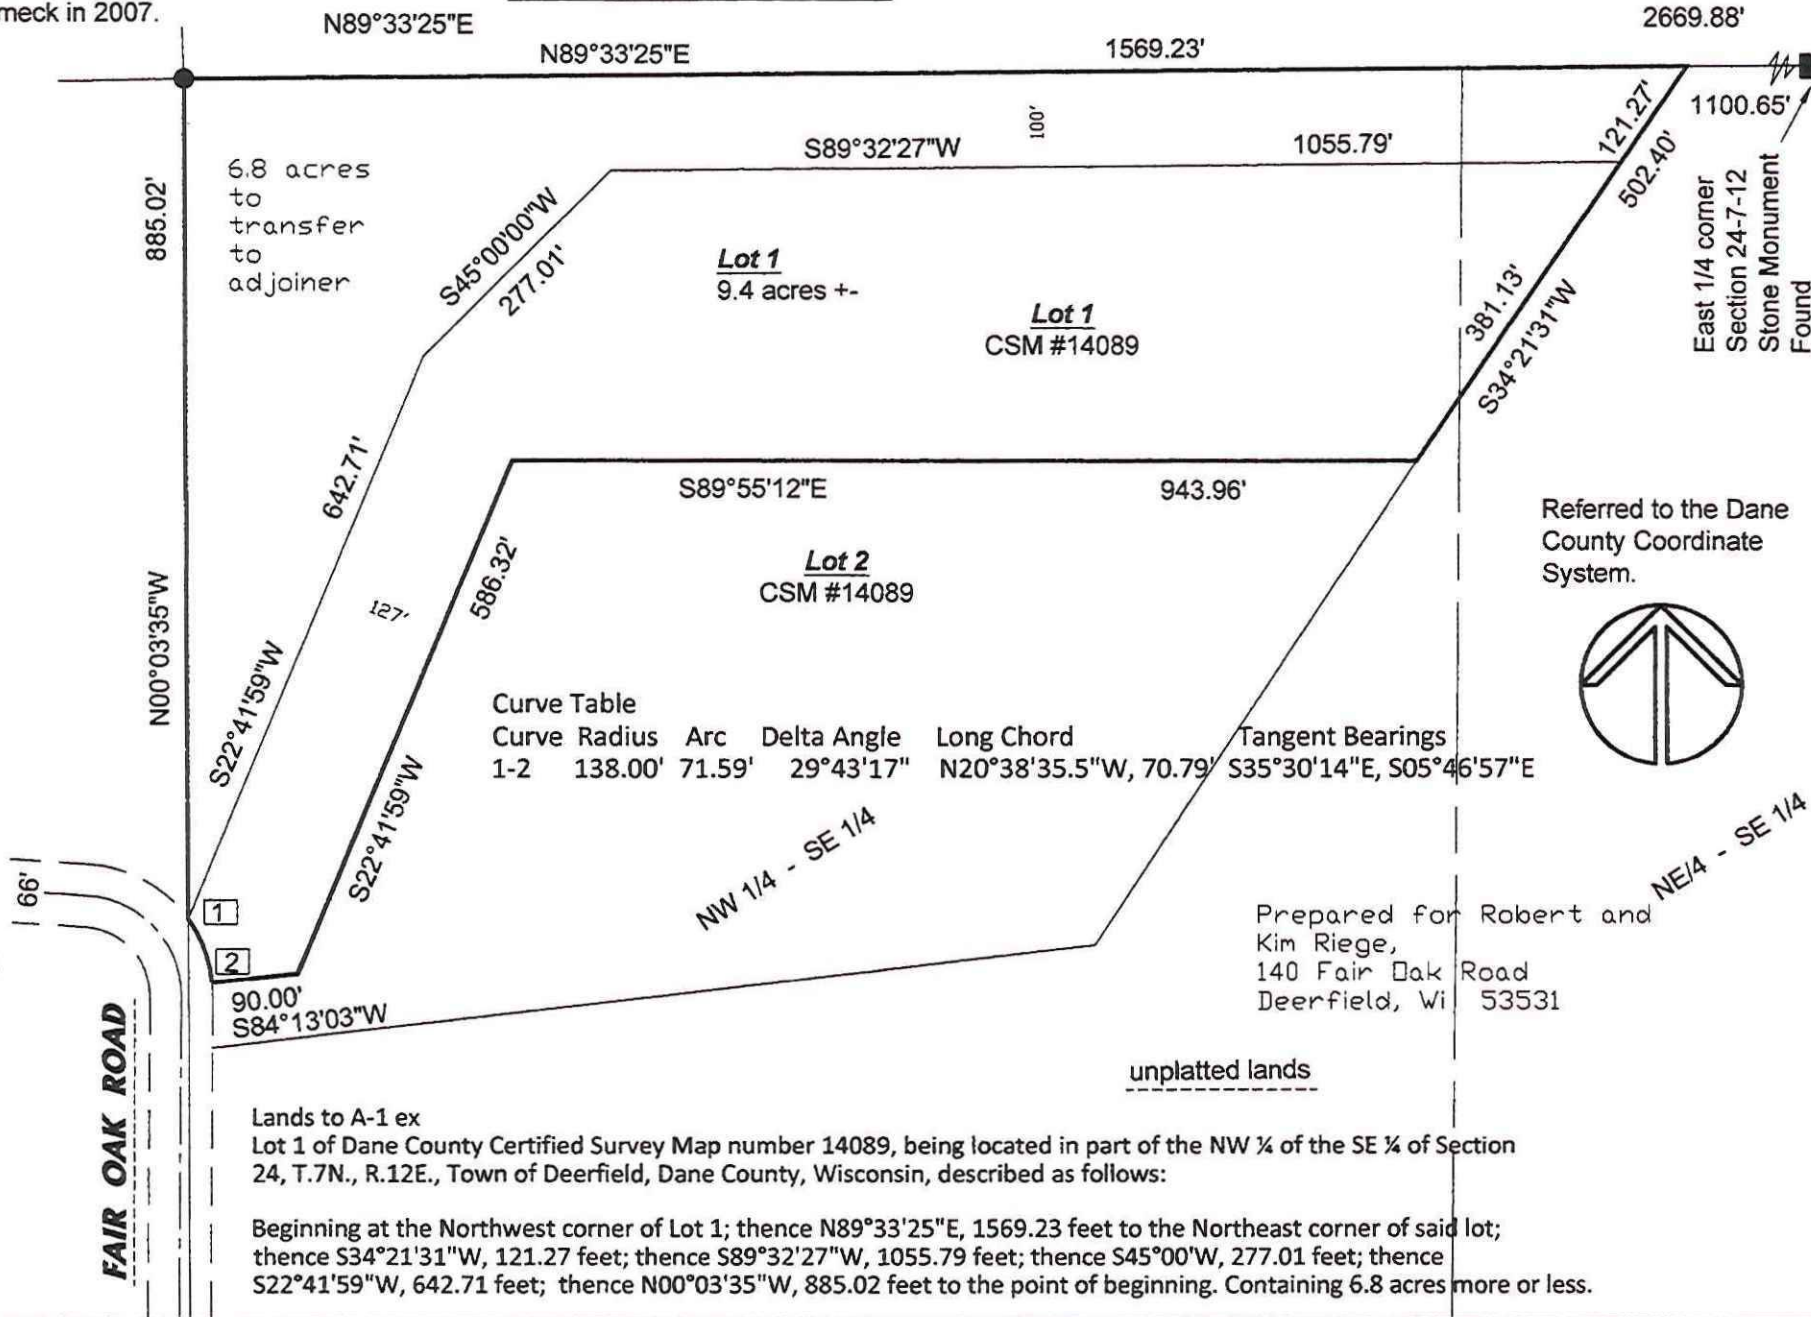 meck in 2007.
N89°33'25"E
2669.88'
N89°33'25"E
1569.23'
1100.65'
121.27'
502.40'
100'
S89°32'27"W
1055.79'
885.02'
6.8 acres
to
transfer
to
adjoiner
S45°00'00"W
277.01'
Lot 1
9.4 acres +-
Lot 1
CSM #14089
381.13'
S34°21'31"W
East 1/4 corner
Section 24-7-12
Stone Monument
Found
642.71'
S89°55'12"E
943.96'
Referred to the Dane
County Coordinate
System.
N00°03'35"W
127'
586.32'
Lot 2
CSM #14089
S22°41'59"W
S22°41'59"W
Curve Table
Curve Radius Arc Delta Angle Long Chord Tangent Bearings
1-2 138.00' 71.59' 29°43'17" N20°38'35.5"W, 70.79' S35°30'14"E, S05°46'57"E
NW 1/4 - SE 1/4
NE/4 - SE 1/4
66'
1
2
90.00'
S84°13'03"W
Prepared for Robert and
Kim Riege,
140 Fair Oak Road
Deerfield, Wi 53531
FAIR OAK ROAD
unplatted lands
Lands to A-1 ex
Lot 1 of Dane County Certified Survey Map number 14089, being located in part of the NW ¼ of the SE ¼ of Section
24, T.7N., R.12E., Town of Deerfield, Dane County, Wisconsin, described as follows:
Beginning at the Northwest corner of Lot 1; thence N89°33'25"E, 1569.23 feet to the Northeast corner of said lot;
thence S34°21'31"W, 121.27 feet; thence S89°32'27"W, 1055.79 feet; thence S45°00'W, 277.01 feet; thence
S22°41'59"W, 642.71 feet; thence N00°03'35"W, 885.02 feet to the point of beginning. Containing 6.8 acres more or less.